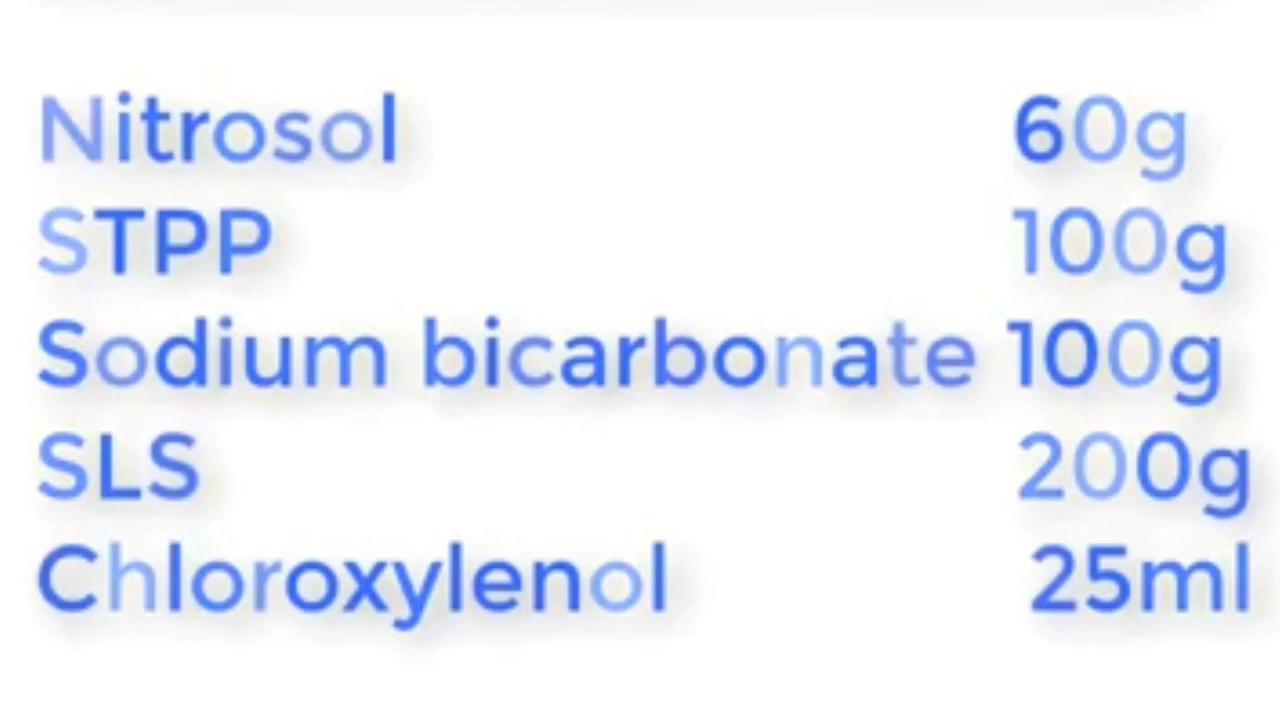 Nitrosol 60g
STPP 100g
Sodium bicarbonate 100g
SLS 200g
Chloroxylenol 25ml